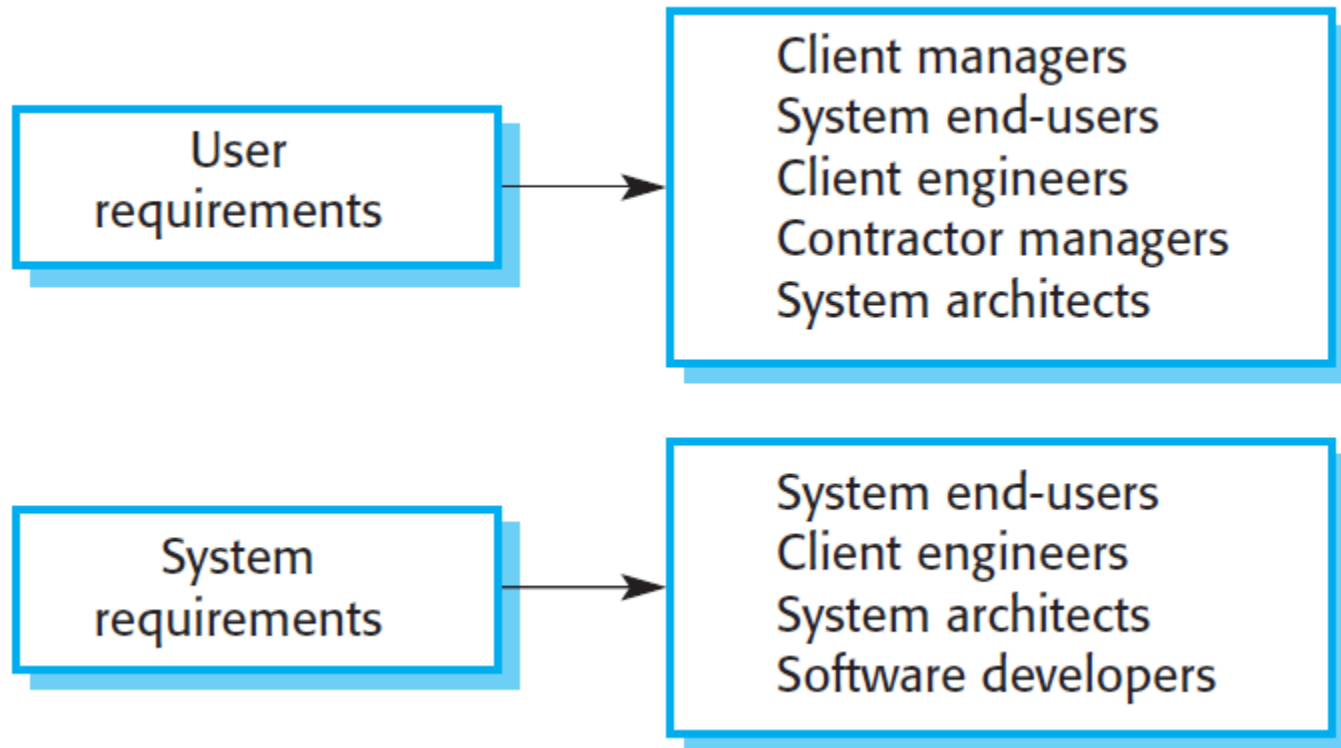 User
requirements
Client managers
System end-users
Client engineers
Contractor managers
System architects
System
requirements
System end-users
Client engineers
System architects
Software developers